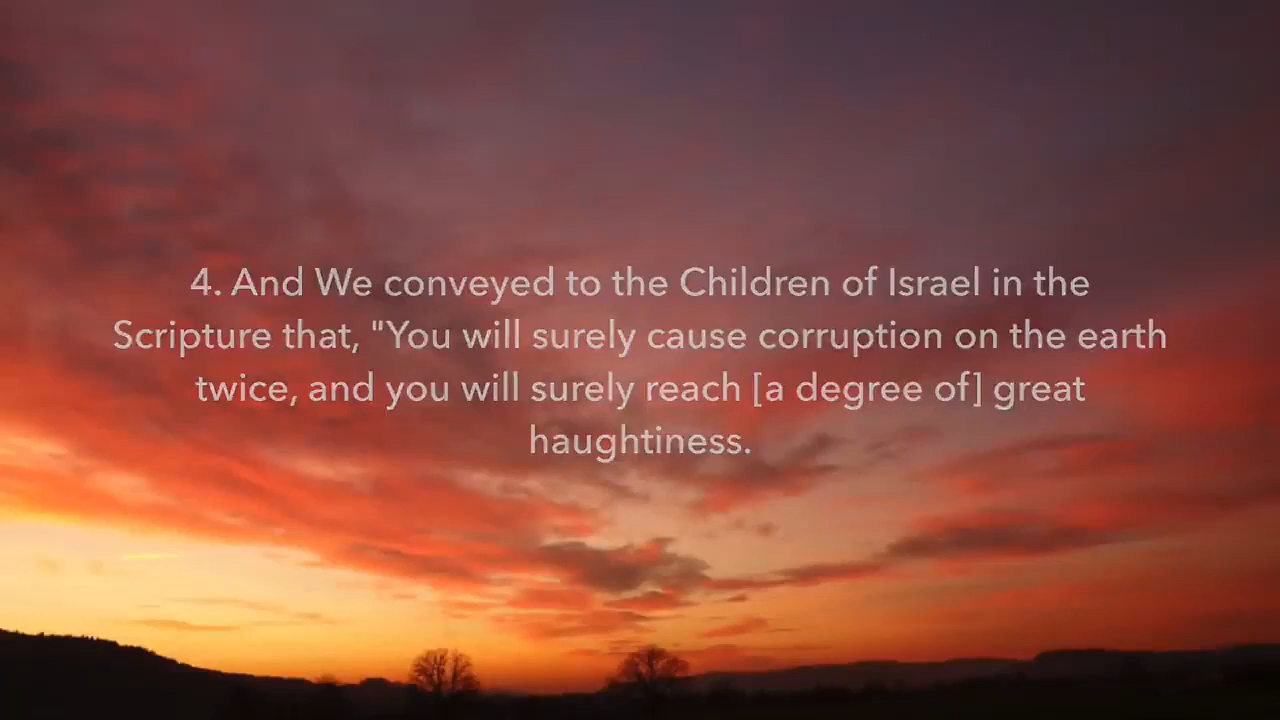 4. And We conveyed to the Children of Israel in the
Scripture that, "You will surely cause corruption on the earth
twice, and you will surely reach [a degree of] great
haughtiness.